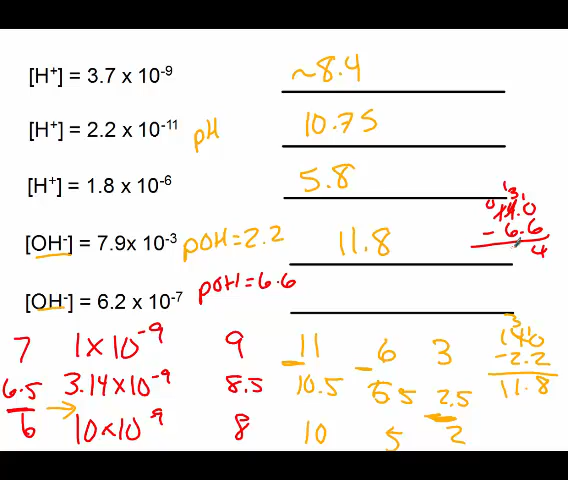 [H⁺] = 3.7 x 10⁻⁹ ~8.4
[H⁺] = 2.2 x 10⁻¹¹ pH 10.75
[H⁺] = 1.8 x 10⁻⁶ 5.8
[OH⁻] = 7.9x 10⁻³ pOH=2.2 11.8
[OH⁻] = 6.2 x 10⁻⁷ pOH=6.6
14.0
-6.6
4
7 1x10⁻⁹ 9 11 6 3
6.5 3.14x10⁻⁹ 8.5 10.5 5.5 2.5
6 10x10⁻⁹ 8 10 5 2
140
-2.2
11.8